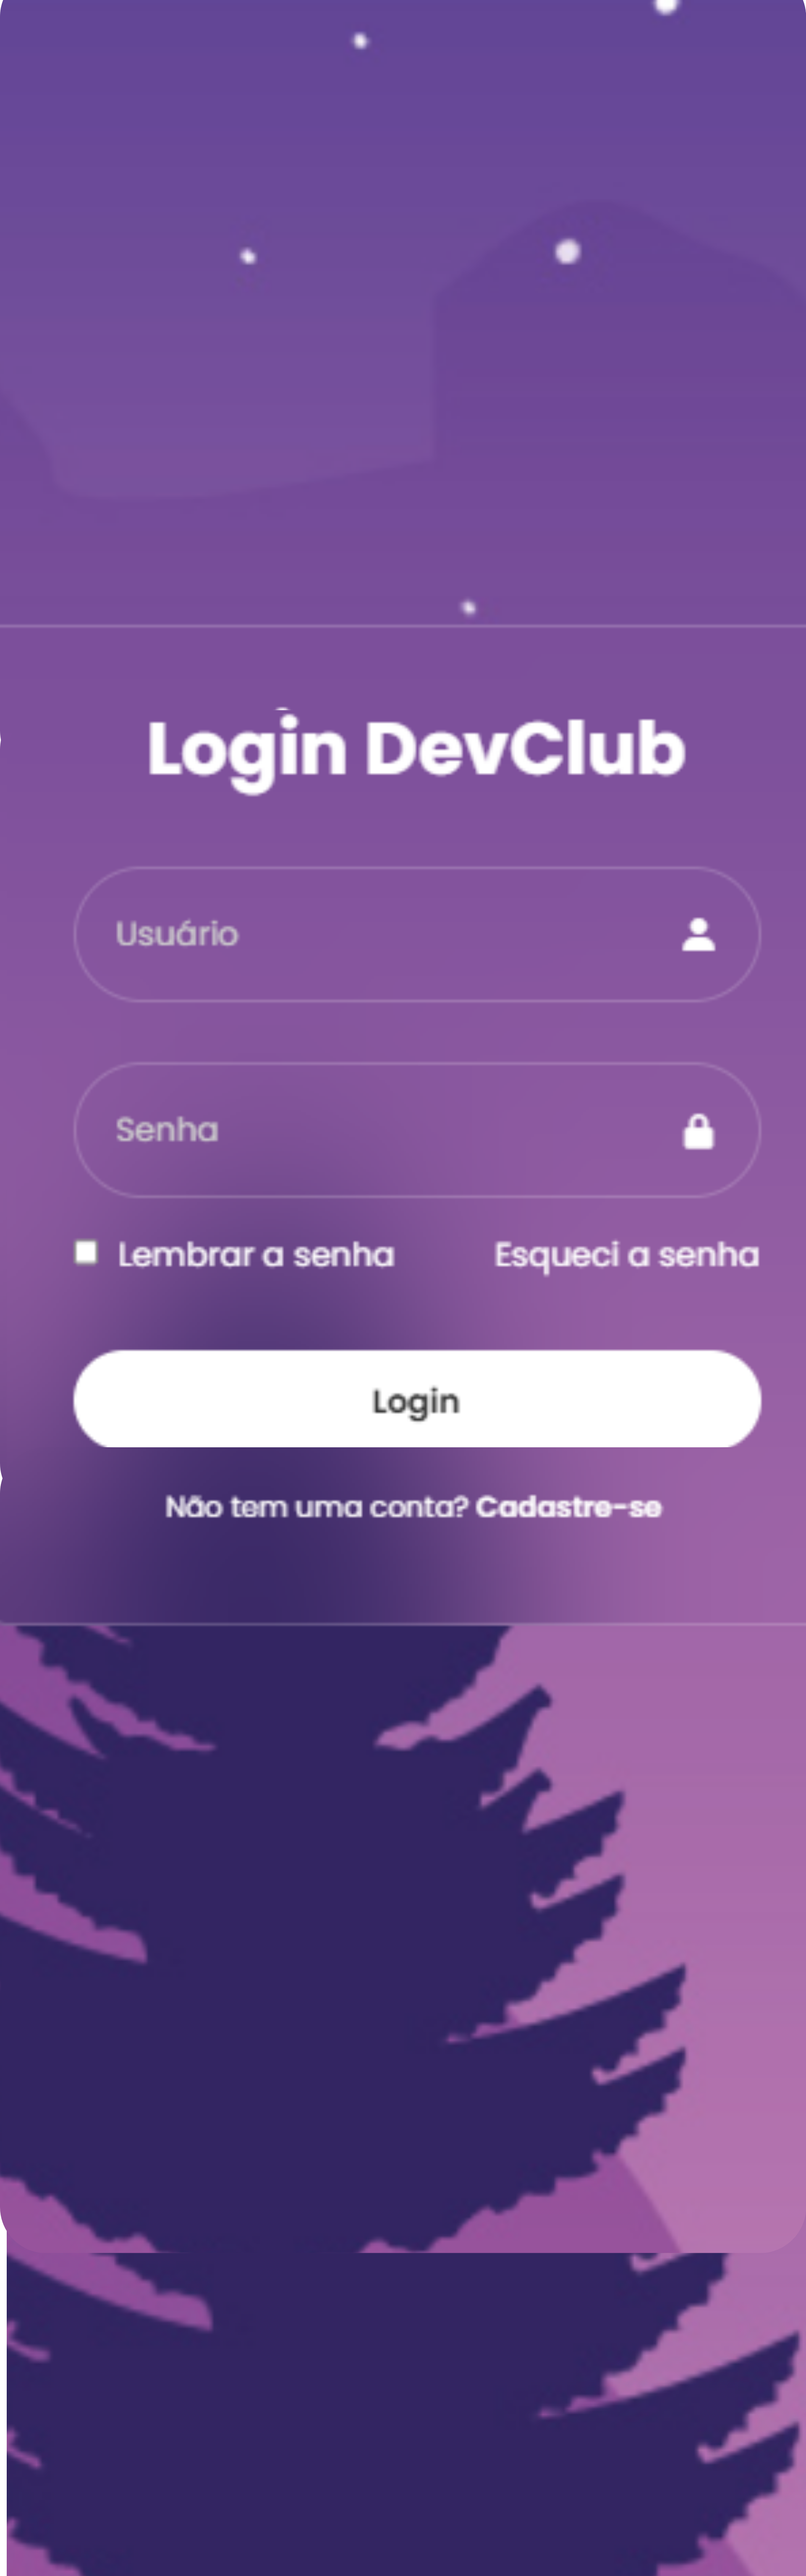 Login DevClub
Usuário
Senha
Lembrar a senha Esqueci a senha
Login
Não tem uma conta? Cadastre-se